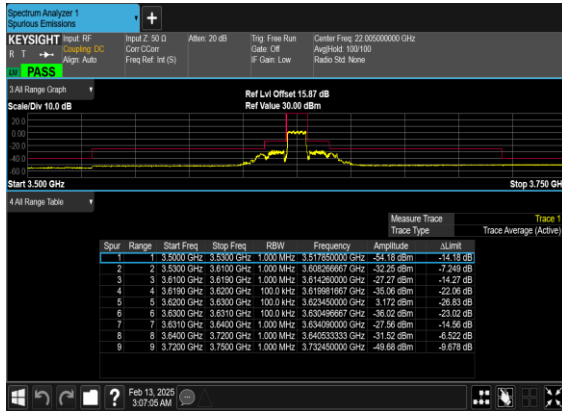 Spectrum Analyzer 1
Spurious Emissions
+
KEYSIGHT Input: RF Input Z: 50 Ω Atten: 20 dB Trig: Free Run Center Freq: 22.005000000 GHz
R T Coupling: DC Corr CCorr Gate: Off Avg|Hold: 100/100
Align: Auto Freq Ref: Int (S) IF Gain: Low Radio Std: None
LU PASS
3 All Range Graph
Ref Lvl Offset 15.87 dB
Scale/Div 10.0 dB Ref Value 30.00 dBm
20.0
0.00
-20.0
-40.0
-60.0
Start 3.500 GHz Stop 3.750 GH
4 All Range Table
Measure Trace Trace 1
Trace Type Trace Average (Active)
Spur Range Start Freq Stop Freq RBW Frequency Amplitude ΔLimit
1 1 3.5000 GHz 3.5300 GHz 1.000 MHz 3.517850000 GHz -54.18 dBm -14.18 dB
2 2 3.5300 GHz 3.6100 GHz 1.000 MHz 3.608266667 GHz -32.25 dBm -7.249 dB
3 3 3.6100 GHz 3.6190 GHz 1.000 MHz 3.614260000 GHz -27.27 dBm -14.27 dB
4 4 3.6190 GHz 3.6200 GHz 100.0 kHz 3.619981667 GHz -35.06 dBm -22.06 dB
5 5 3.6200 GHz 3.6300 GHz 100.0 kHz 3.623450000 GHz 3.172 dBm -26.83 dB
6 6 3.6300 GHz 3.6310 GHz 100.0 kHz 3.630496667 GHz -36.02 dBm -23.02 dB
7 7 3.6310 GHz 3.6400 GHz 1.000 MHz 3.634090000 GHz -27.56 dBm -14.56 dB
8 8 3.6400 GHz 3.7200 GHz 1.000 MHz 3.640533333 GHz -31.52 dBm -6.522 dB
9 9 3.7200 GHz 3.7500 GHz 1.000 MHz 3.732450000 GHz -49.68 dBm -9.678 dB
? Feb 13, 2025
3:07:05 AM